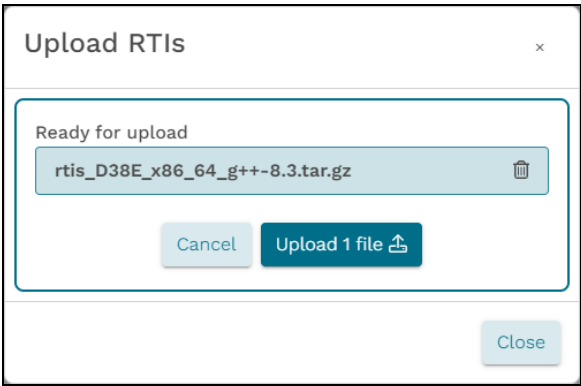 Upload RTIs
×
Ready for upload
rtis_D38E_x86_64_g++-8.3.tar.gz
Cancel
Upload 1 file
Close